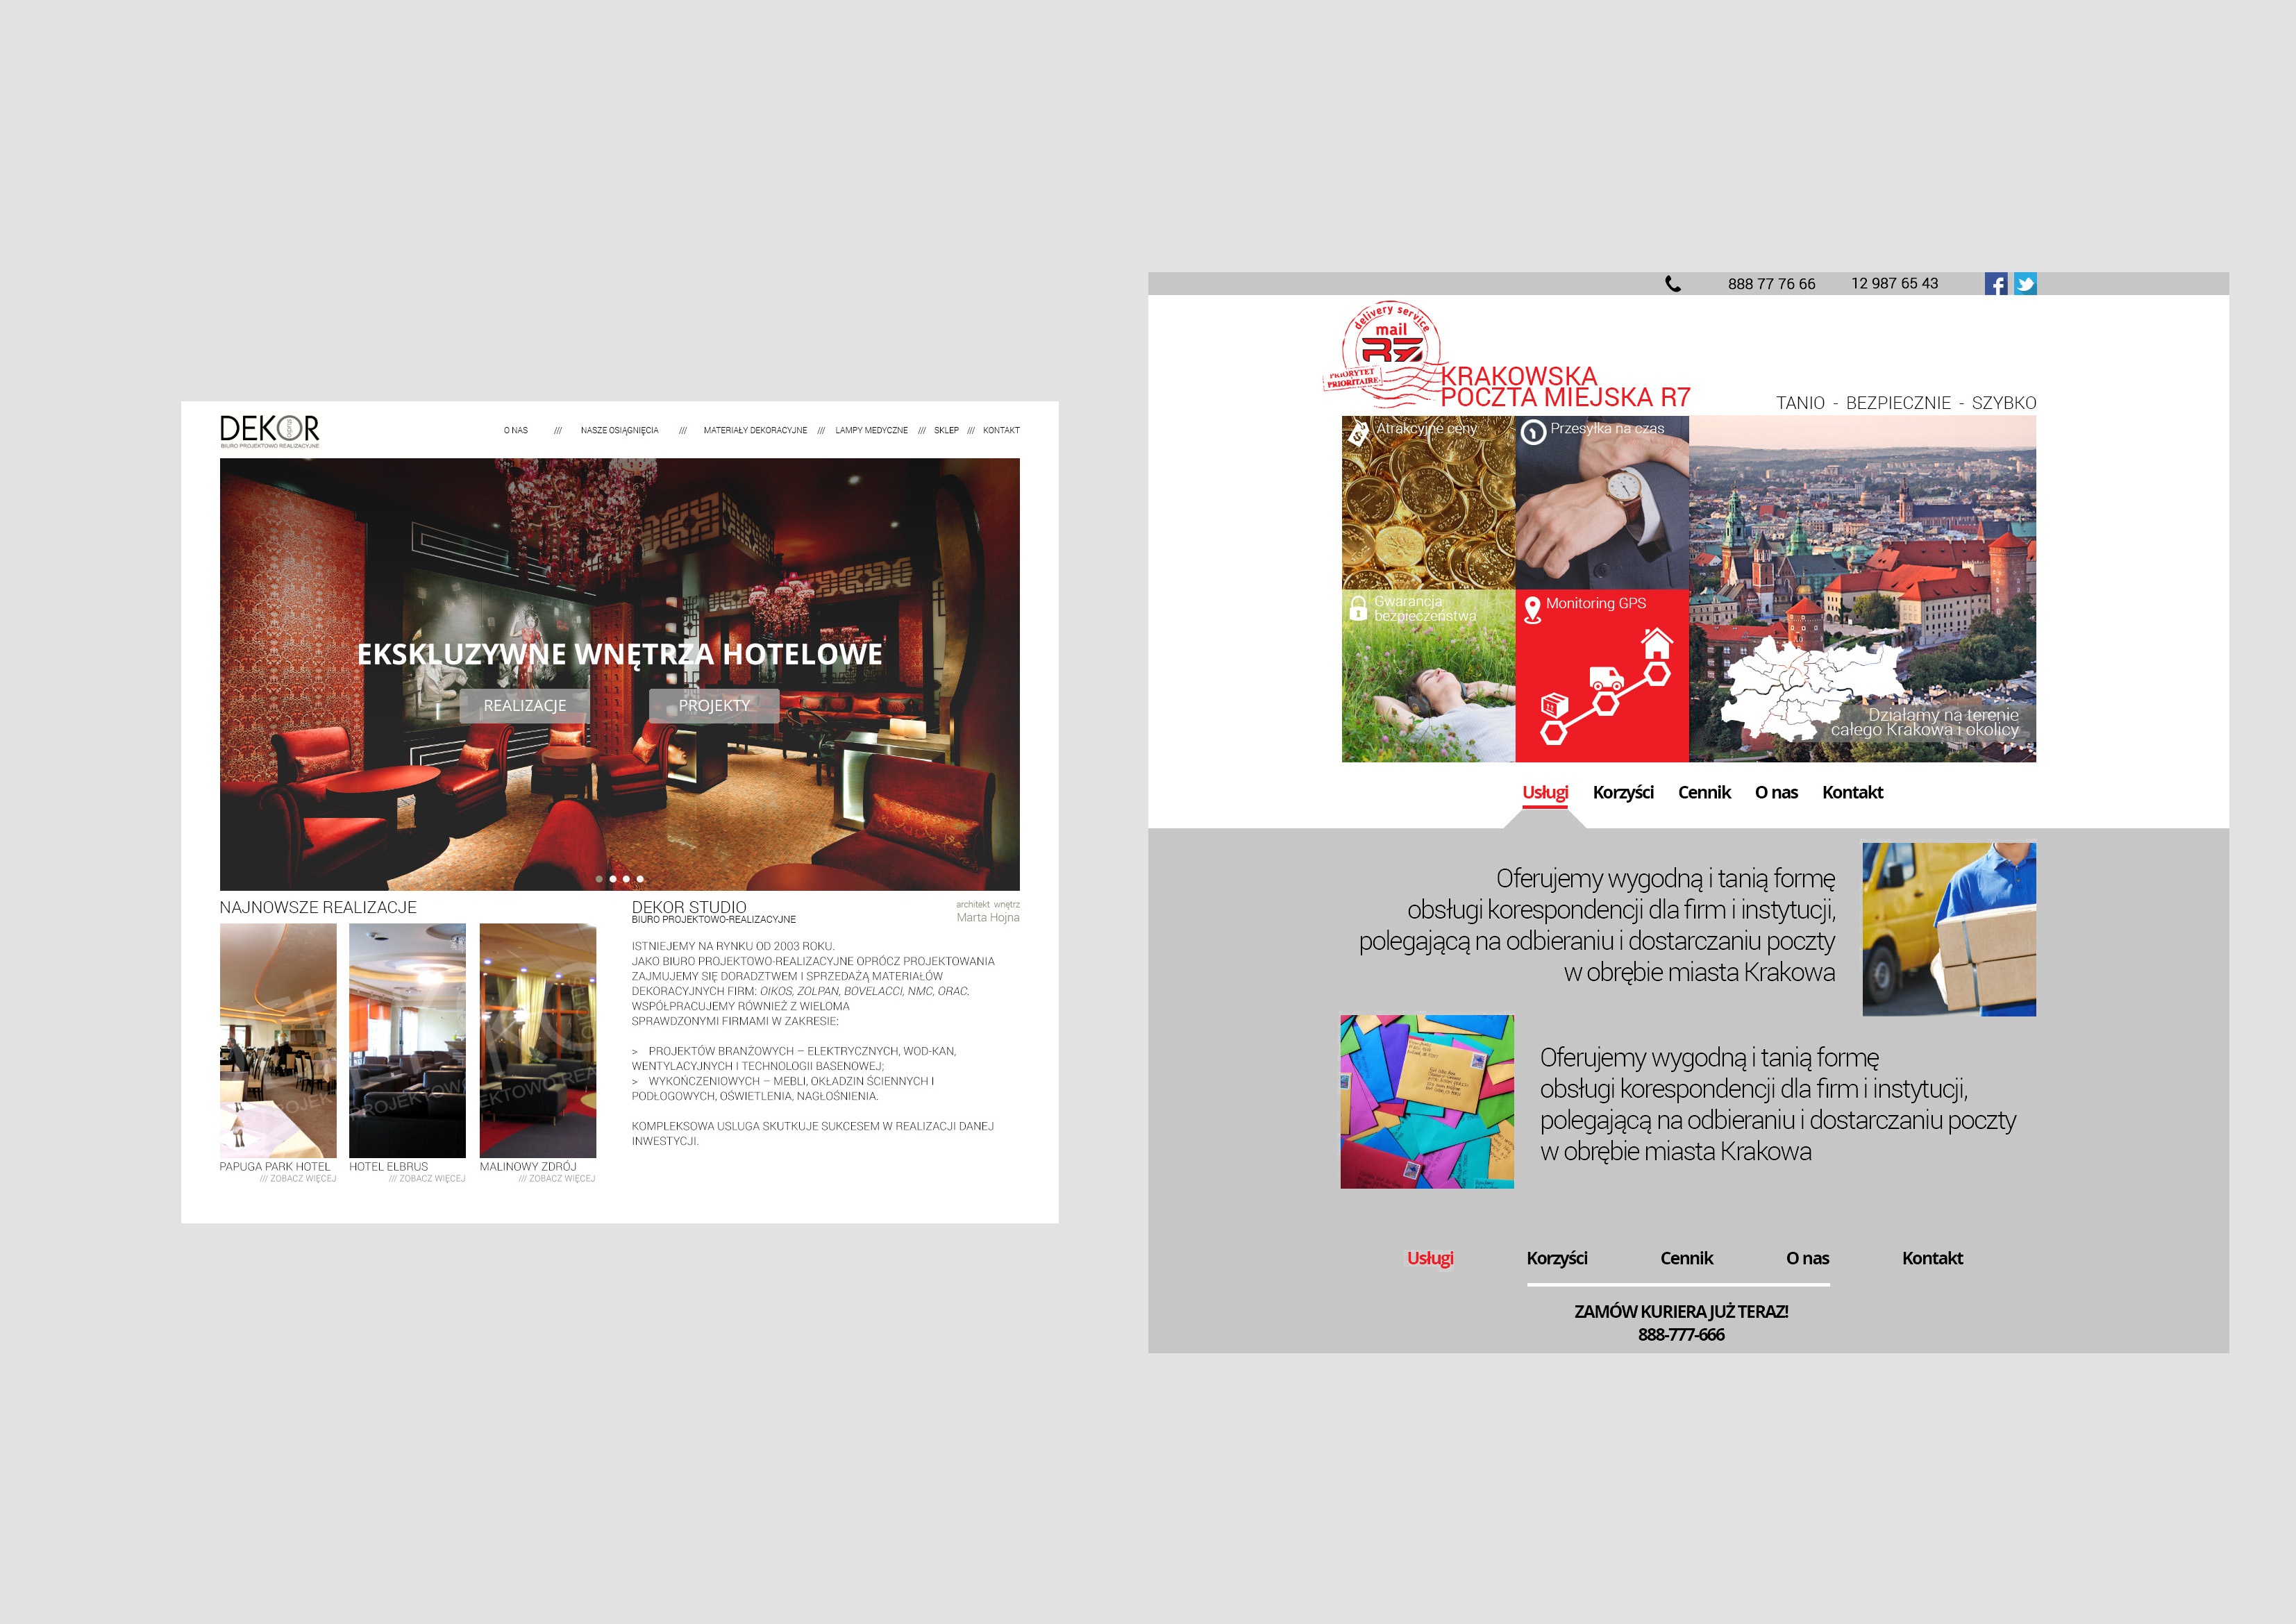 DEKOR
studio
BIURO PROJEKTOWO REALIZACYJNE
O NAS /// NASZE OSIĄGNIĘCIA /// MATERIAŁY DEKORACYJNE /// LAMPY MEDYCZNE /// SKLEP /// KONTAKT
EKSKLUZYWNE WNĘTRZA HOTELOWE
REALIZACJE PROJEKTY
NAJNOWSZE REALIZACJE
PAPUGA PARK HOTEL
/// ZOBACZ WIĘCEJ
HOTEL ELBRUS
/// ZOBACZ WIĘCEJ
MALINOWY ZDRÓJ
/// ZOBACZ WIĘCEJ
DEKOR STUDIO
BIURO PROJEKTOWO-REALIZACYJNE
architekt wnętrz
Marta Hojna
ISTNIEJEMY NA RYNKU OD 2003 ROKU.
JAKO BIURO PROJEKTOWO-REALIZACYJNE OPRÓCZ PROJEKTOWANIA
ZAJMUJEMY SIĘ DORADZTWEM I SPRZEDAŻĄ MATERIAŁÓW
DEKORACYJNYCH FIRM: OIKOS, ZOLPAN, BOVELACCI, NMC, ORAC.
WSPÓŁPRACUJEMY RÓWNIEŻ Z WIELOMA
SPRAWDZONYMI FIRMAMI W ZAKRESIE:
> PROJEKTÓW BRANŻOWYCH – ELEKTRYCZNYCH, WOD-KAN,
WENTYLACYJNYCH I TECHNOLOGII BASENOWEJ;
> WYKOŃCZENIOWYCH – MEBLI, OKŁADZIN ŚCIENNYCH I
PODŁOGOWYCH, OŚWIETLENIA, NAGŁOŚNIENIA.
KOMPLEKSOWA USLUGA SKUTKUJE SUKCESEM W REALIZACJI DANEJ
INWESTYCJI.
888 77 76 66 12 987 65 43
delivery service
mail
R7
PRIORYTET
PRIORITAIRE
KRAKOWSKA
POCZTA MIEJSKA R7
TANIO - BEZPIECZNIE - SZYBKO
Atrakcyjne ceny
Przesyłka na czas
Gwarancja
bezpieczeństwa
Monitoring GPS
Działamy na terenie
całego Krakowa i okolicy
Usługi Korzyści Cennik O nas Kontakt
Oferujemy wygodną i tanią formę
obsługi korespondencji dla firm i instytucji,
polegającą na odbieraniu i dostarczaniu poczty
w obrębie miasta Krakowa
Oferujemy wygodną i tanią formę
obsługi korespondencji dla firm i instytucji,
polegającą na odbieraniu i dostarczaniu poczty
w obrębie miasta Krakowa
Usługi Korzyści Cennik O nas Kontakt
ZAMÓW KURIERA JUŻ TERAZ!
888-777-666